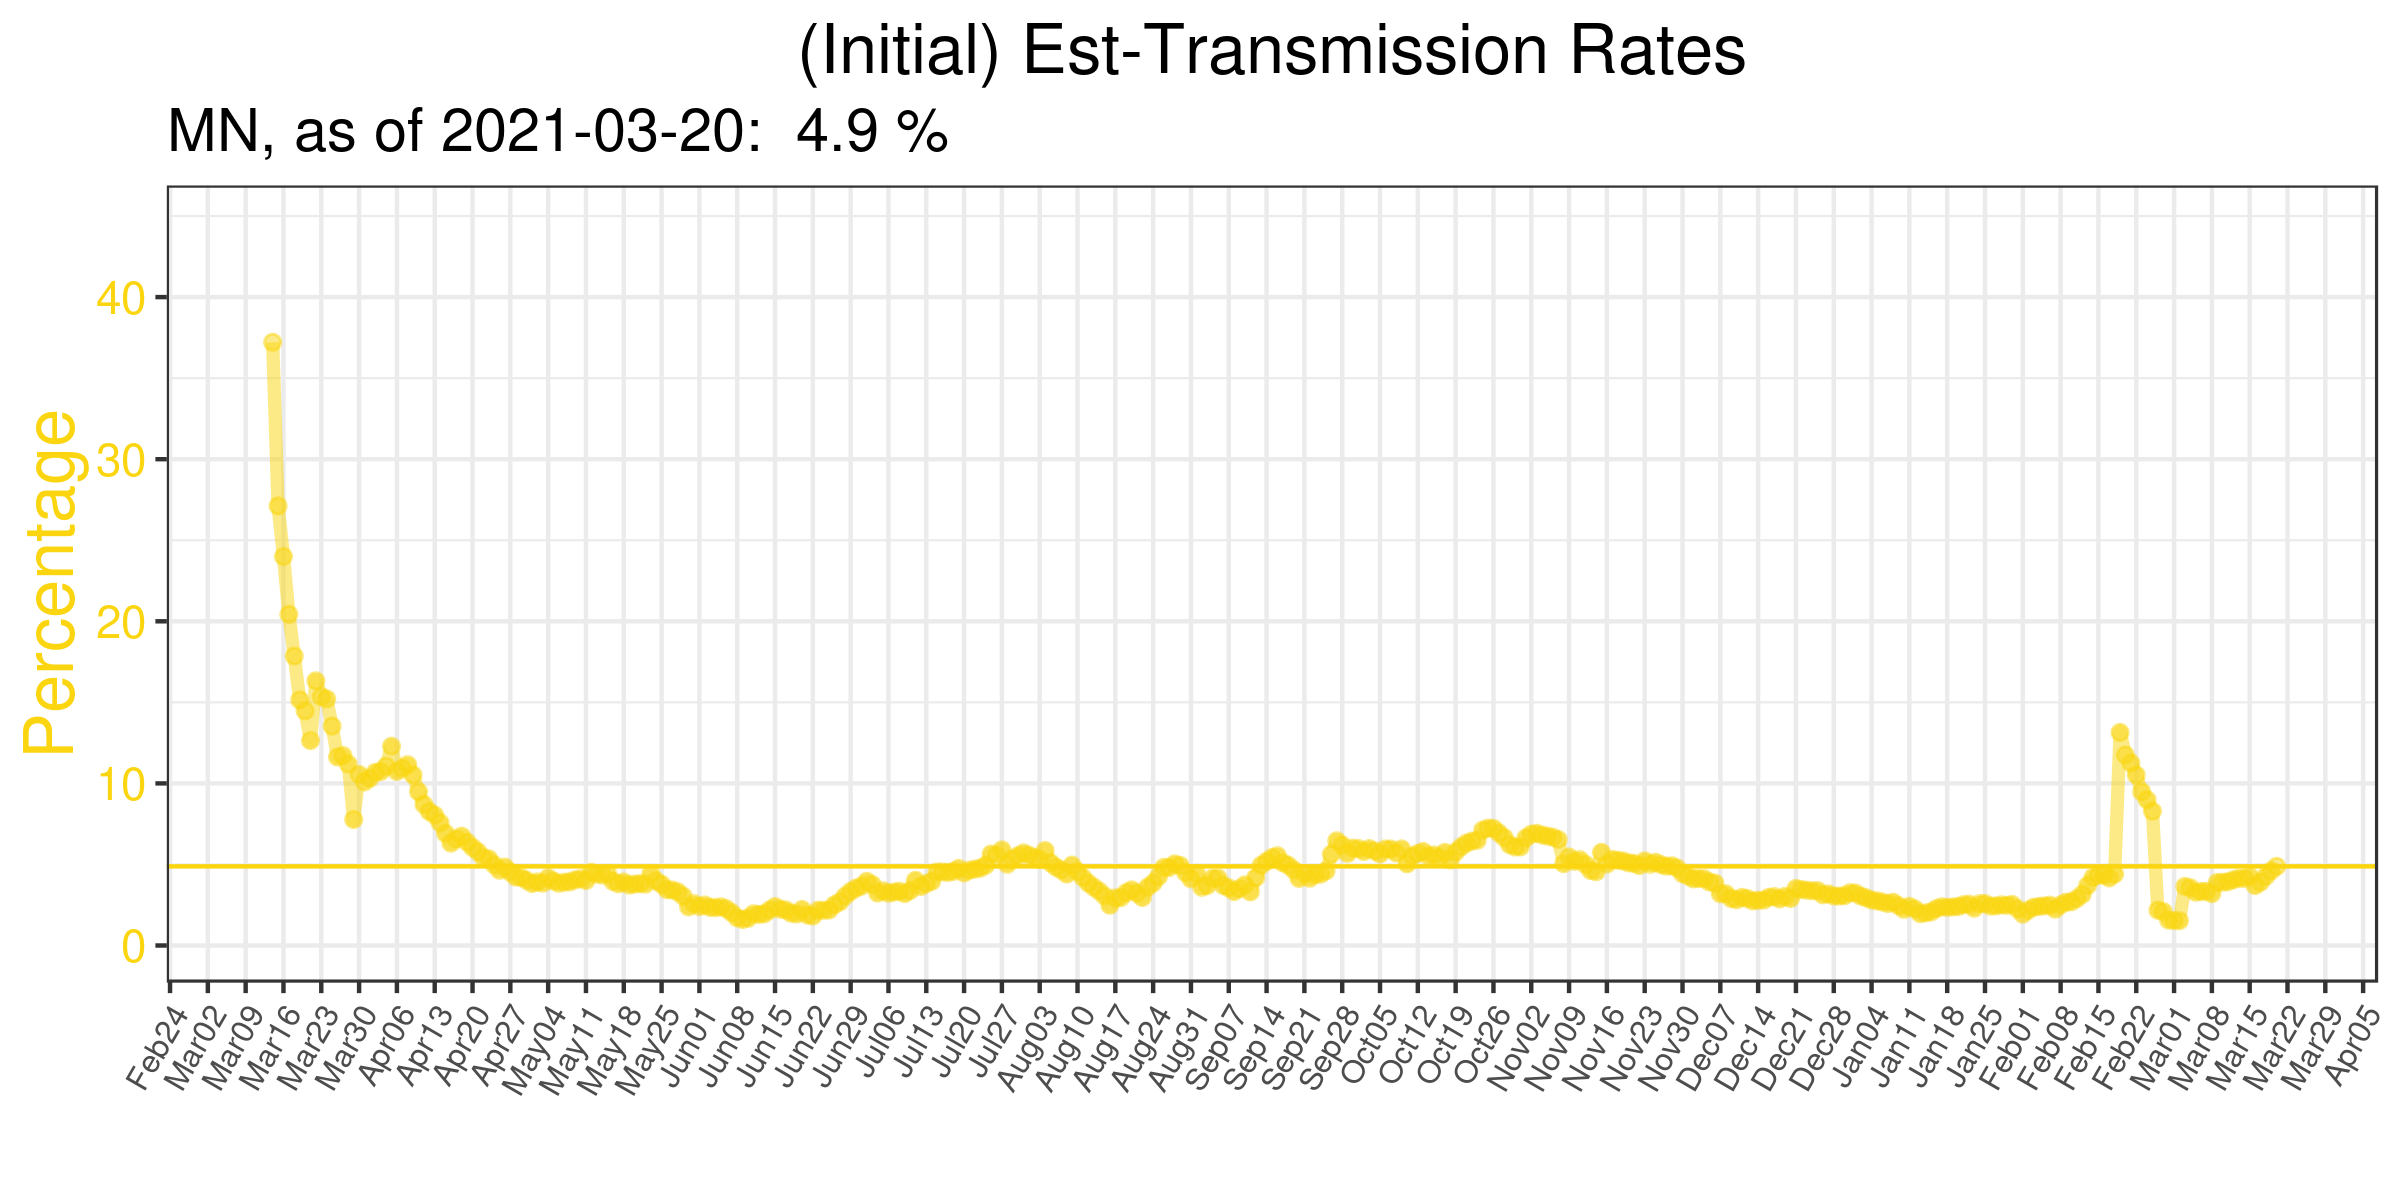 (Initial) Est-Transmission Rates
MN, as of 2021-03-20:  4.9 %
Percentage
40
30
20
10
0
Feb24
Mar02
Mar09
Mar16
Mar23
Mar30
Apr06
Apr13
Apr20
Apr27
May04
May11
May18
May25
Jun01
Jun08
Jun15
Jun22
Jun29
Jul06
Jul13
Jul20
Jul27
Aug03
Aug10
Aug17
Aug24
Aug31
Sep07
Sep14
Sep21
Sep28
Oct05
Oct12
Oct19
Oct26
Nov02
Nov09
Nov16
Nov23
Nov30
Dec07
Dec14
Dec21
Dec28
Jan04
Jan11
Jan18
Jan25
Feb01
Feb08
Feb15
Feb22
Mar01
Mar08
Mar15
Mar22
Mar29
Apr05